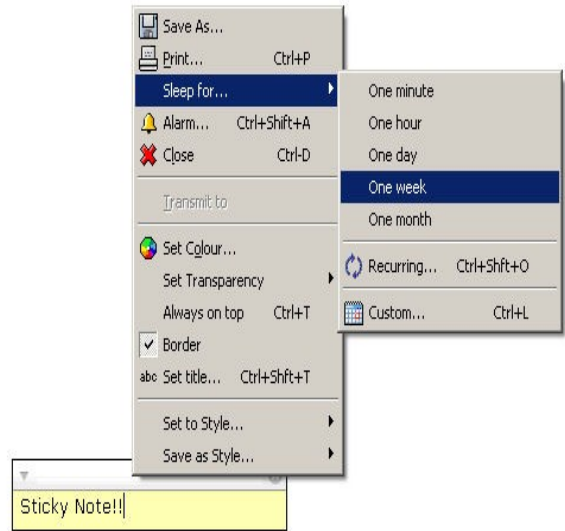 Save As...
Print... Ctrl+P
Sleep for...
Alarm... Ctrl+Shift+A
Close Ctrl-D
Transmit to
Set Colour...
Set Transparency
Always on top Ctrl+T
Border
abc Set title... Ctrl+Shft+T
Set to Style...
Save as Style...
One minute
One hour
One day
One week
One month
Recurring... Ctrl+Shft+O
Custom... Ctrl+L
Sticky Note!!